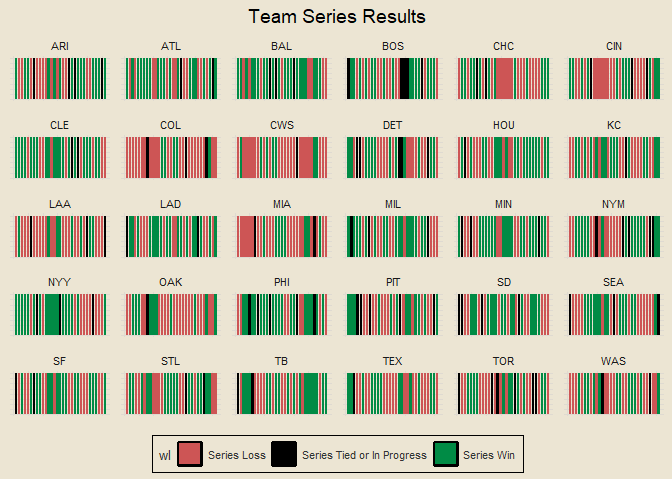 Team Series Results
ARI ATL BAL BOS CHC CIN
CLE COL CWS DET HOU KC
LAA LAD MIA MIL MIN NYM
NYY OAK PHI PIT SD SEA
SF STL TB TEX TOR WAS
wl Series Loss Series Tied or In Progress Series Win